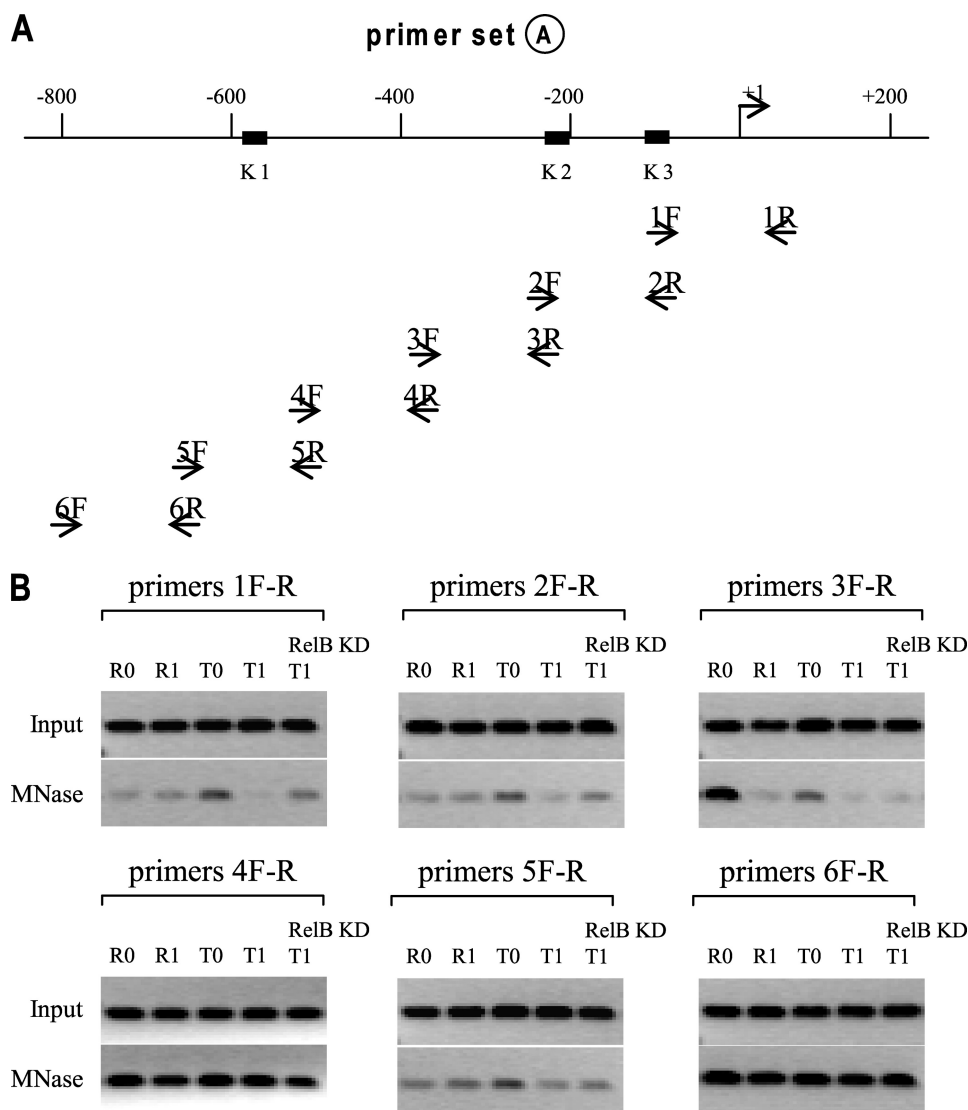 A
primer set A
-800 -600 -400 -200 +1 +200
K1 K2 K3
1F 1R
2F 2R
3F 3R
4F 4R
5F 5R
6F 6R
B
primers 1F-R primers 2F-R primers 3F-R
RelB KD RelB KD RelB KD
R0 R1 T0 T1 T1 R0 R1 T0 T1 T1 R0 R1 T0 T1 T1
Input
MNase
primers 4F-R primers 5F-R primers 6F-R
RelB KD RelB KD RelB KD
R0 R1 T0 T1 T1 R0 R1 T0 T1 T1 R0 R1 T0 T1 T1
Input
MNase